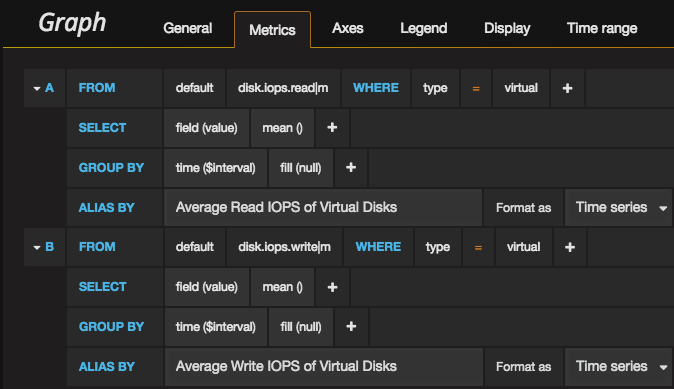 Graph General Metrics Axes Legend Display Time range
A FROM default disk.iops.read|m WHERE type = virtual +
SELECT field (value) mean () +
GROUP BY time ($interval) fill (null) +
ALIAS BY Average Read IOPS of Virtual Disks Format as Time series
B FROM default disk.iops.write|m WHERE type = virtual +
SELECT field (value) mean () +
GROUP BY time ($interval) fill (null) +
ALIAS BY Average Write IOPS of Virtual Disks Format as Time series